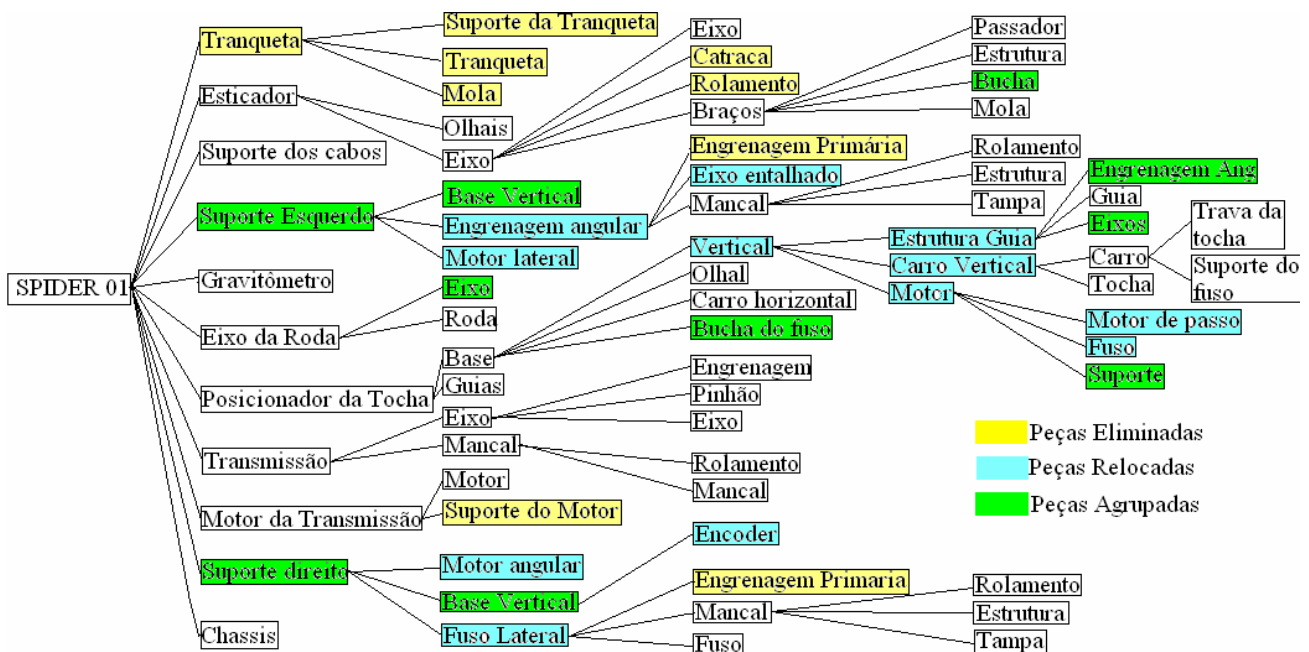 SPIDER 01
Tranqueta
Esticador
Suporte dos cabos
Suporte Esquerdo
Gravitômetro
Eixo da Roda
Posicionador da Tocha
Transmissão
Motor da Transmissão
Suporte direito
Chassis
Suporte da Tranqueta
Tranqueta
Mola
Olhais
Eixo
Base Vertical
Engrenagem angular
Motor lateral
Eixo
Roda
Base
Guias
Eixo
Mancal
Motor
Suporte do Motor
Motor angular
Base Vertical
Fuso Lateral
Eixo
Catraca
Rolamento
Braços
Engrenagem Primária
Eixo entalhado
Mancal
Vertical
Olhal
Carro horizontal
Bucha do fuso
Engrenagem
Pinhão
Eixo
Rolamento
Mancal
Encoder
Engrenagem Primaria
Mancal
Fuso
Passador
Estrutura
Bucha
Mola
Rolamento
Estrutura
Tampa
Estrutura Guia
Carro Vertical
Motor
Rolamento
Estrutura
Tampa
Engrenagem Ang
Guia
Eixos
Carro
Tocha
Motor de passo
Fuso
Suporte
Trava da
tocha
Suporte do
fuso
Peças Eliminadas
Peças Relocadas
Peças Agrupadas